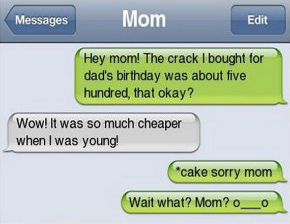 Messages
Mom
Edit
Hey mom! The crack I bought for
dad's birthday was about five
hundred, that okay?
Wow! It was so much cheaper
when I was young!
*cake sorry mom
Wait what? Mom? o___o